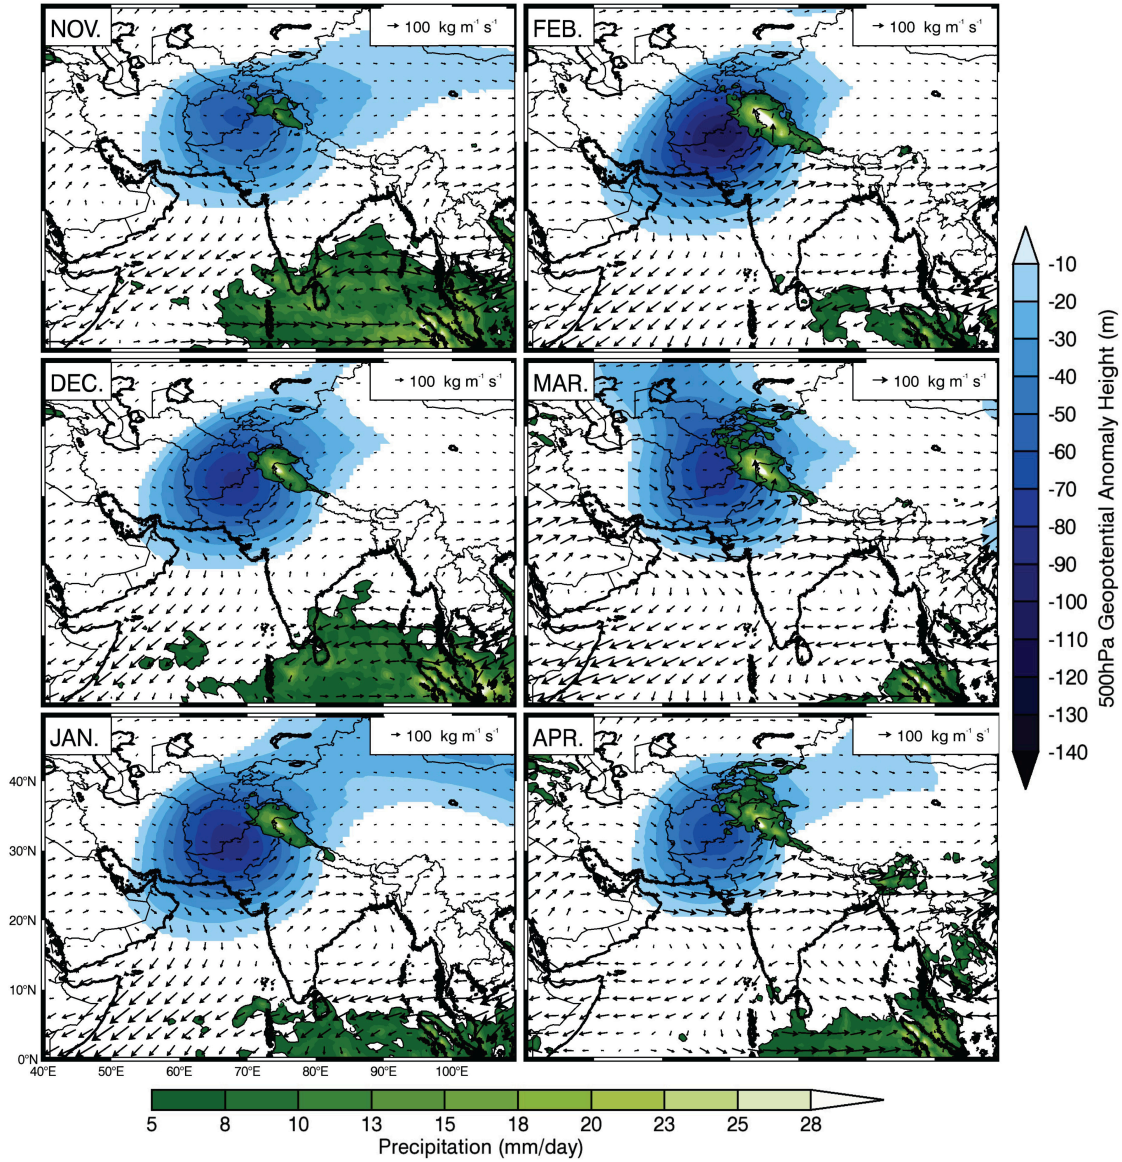 NOV.
100 kg m⁻¹ s⁻¹
FEB.
100 kg m⁻¹ s⁻¹
DEC.
100 kg m⁻¹ s⁻¹
MAR.
100 kg m⁻¹ s⁻¹
JAN.
100 kg m⁻¹ s⁻¹
APR.
100 kg m⁻¹ s⁻¹
40°N
30°N
20°N
10°N
0°N
40°E
50°E
60°E
70°E
80°E
90°E
100°E
-10
-20
-30
-40
-50
-60
-70
-80
-90
-100
-110
-120
-130
-140
500hPa Geopotential Anomaly Height (m)
5 8 10 13 15 18 20 23 25 28
Precipitation (mm/day)